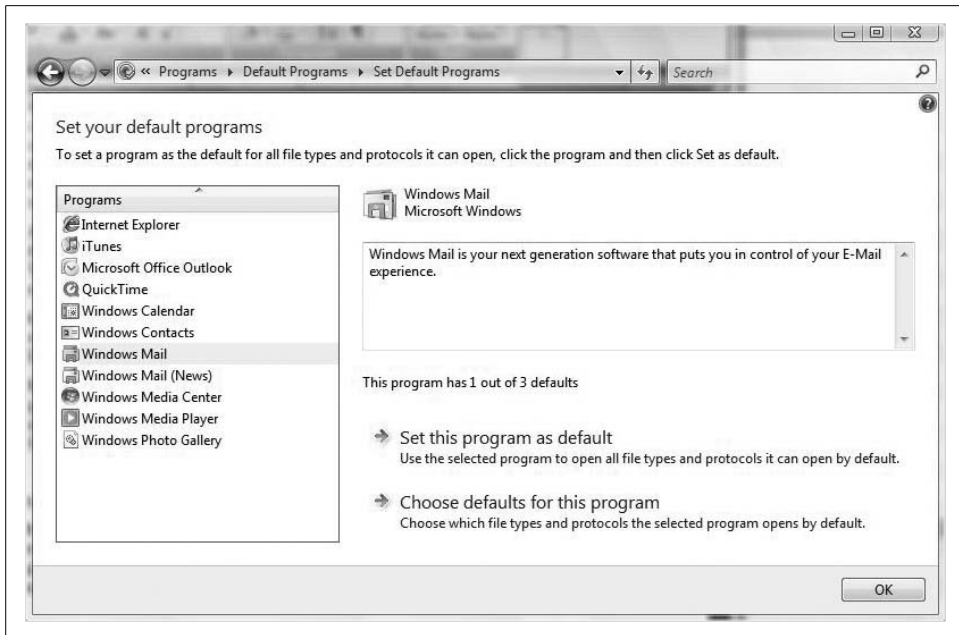 « Programs ▸ Default Programs ▸ Set Default Programs
Search
Set your default programs
To set a program as the default for all file types and protocols it can open, click the program and then click Set as default.
Programs
Internet Explorer
iTunes
Microsoft Office Outlook
QuickTime
Windows Calendar
Windows Contacts
Windows Mail
Windows Mail (News)
Windows Media Center
Windows Media Player
Windows Photo Gallery
Windows Mail
Microsoft Windows
Windows Mail is your next generation software that puts you in control of your E-Mail
experience.
This program has 1 out of 3 defaults
Set this program as default
Use the selected program to open all file types and protocols it can open by default.
Choose defaults for this program
Choose which file types and protocols the selected program opens by default.
OK